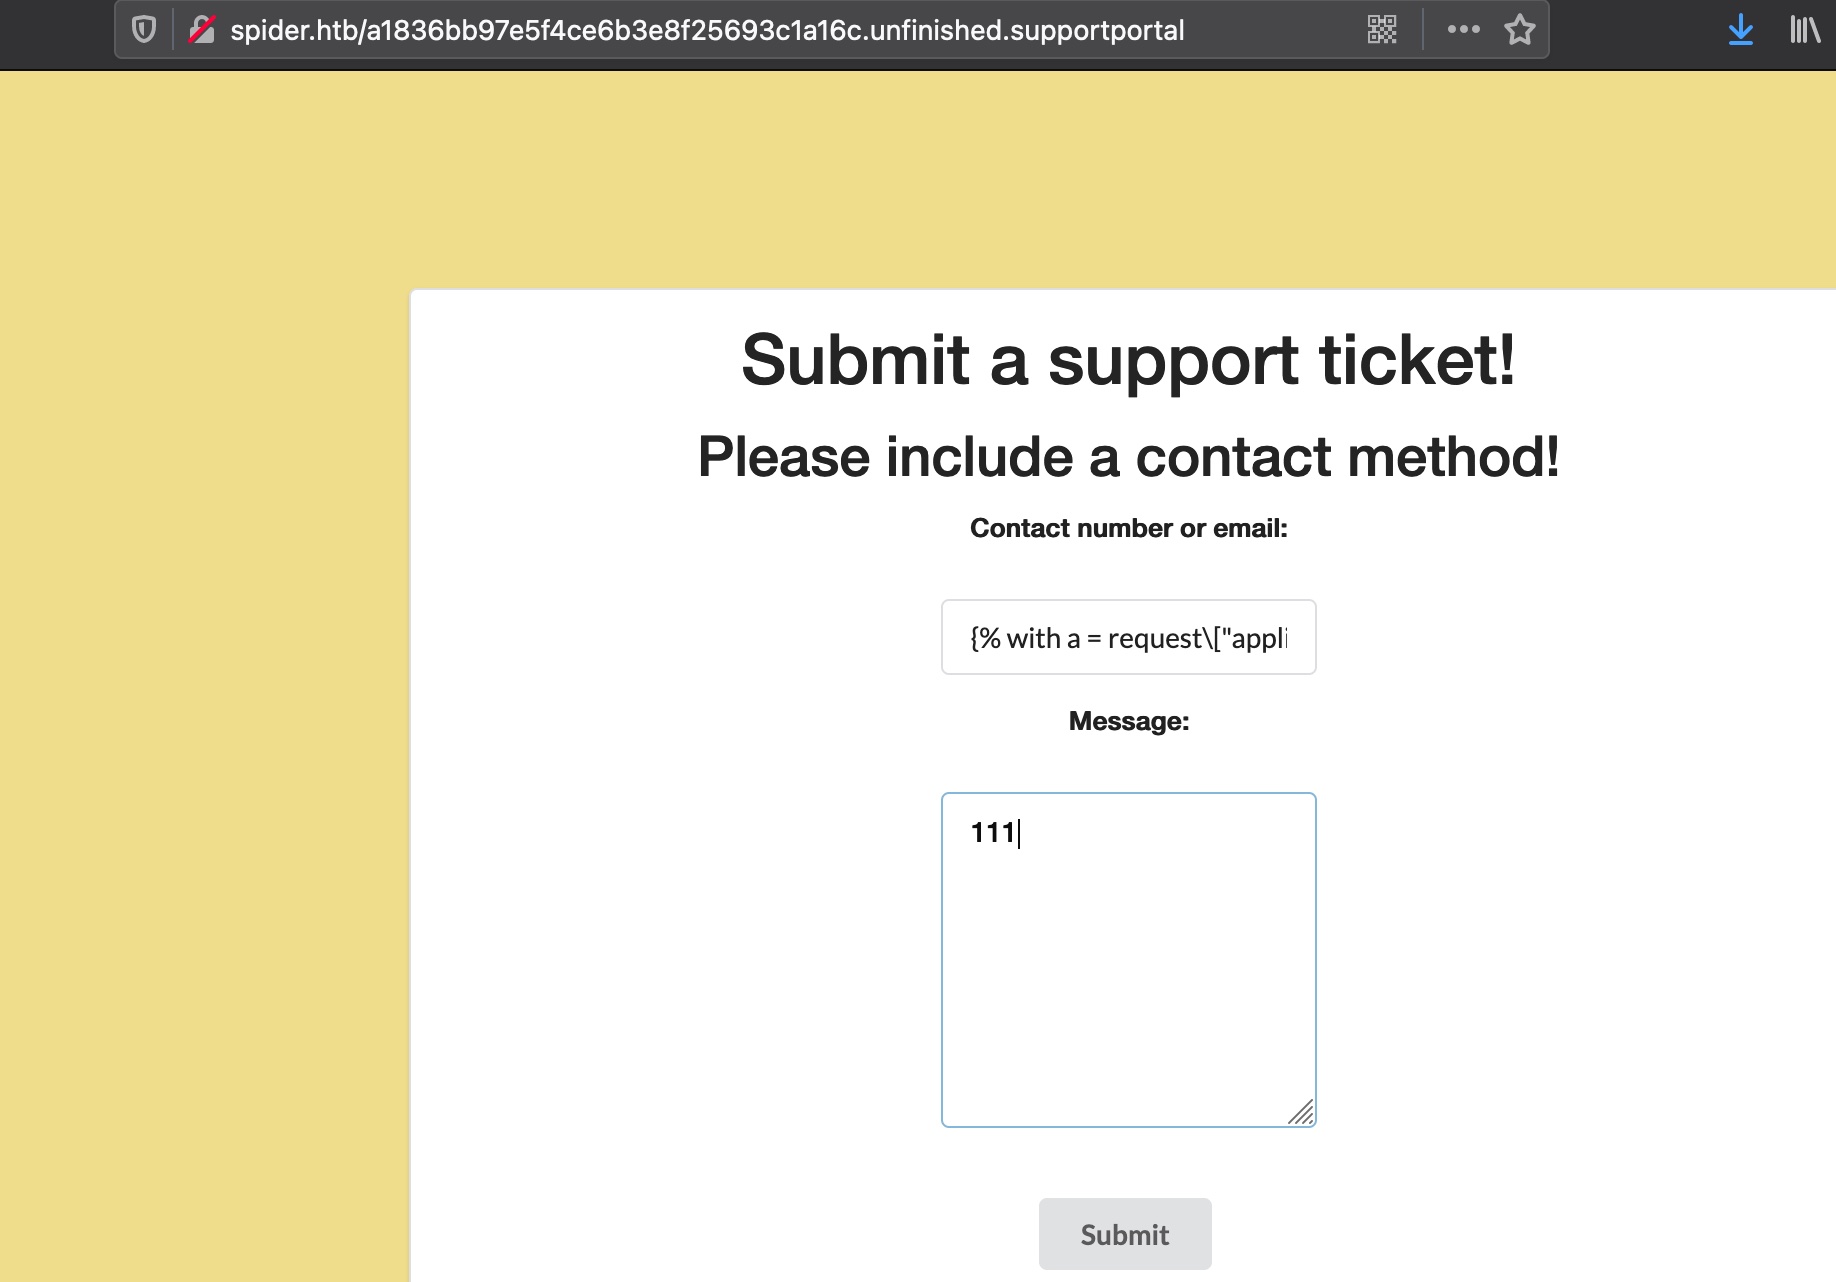 spider.htb/a1836bb97e5f4ce6b3e8f25693c1a16c.unfinished.supportportal
Submit a support ticket!
Please include a contact method!
Contact number or email:
{% with a = request\["appli
Message:
111
Submit